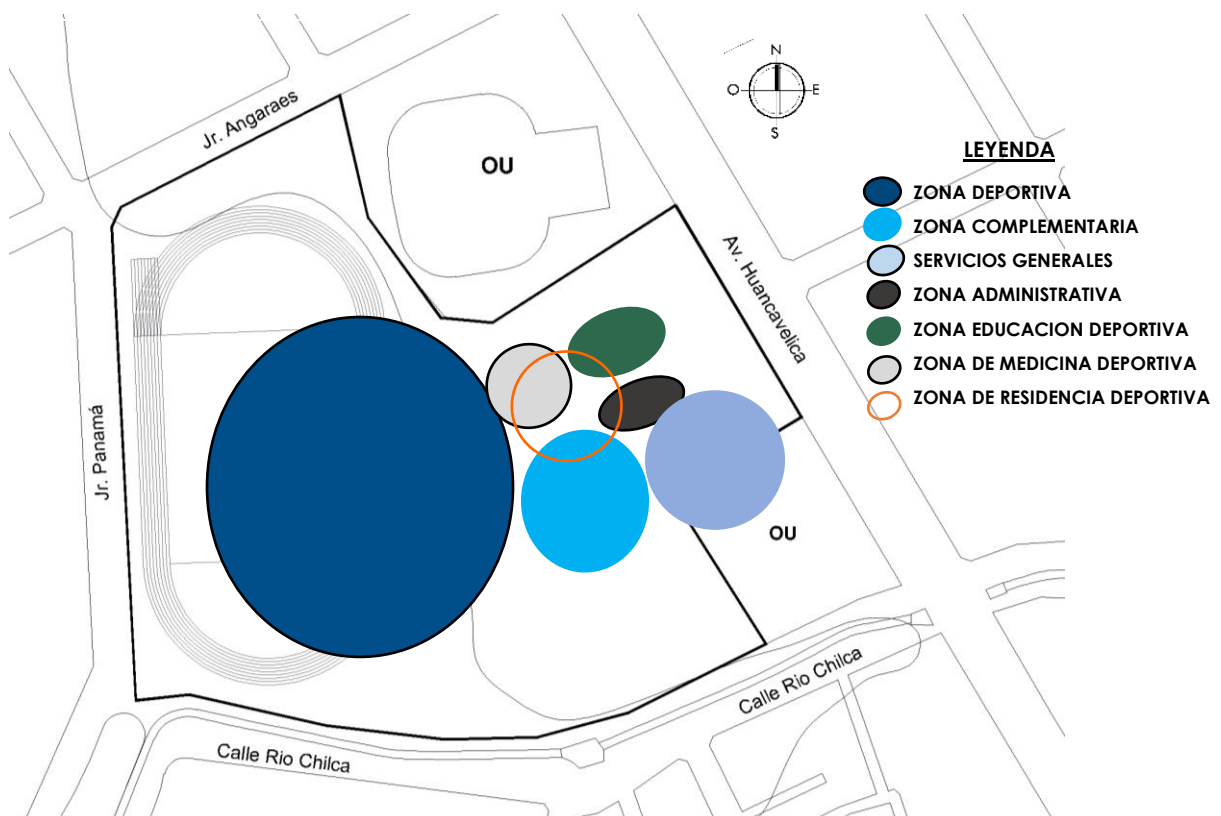 N
O
E
S
Jr. Angaraes
OU
LEYENDA
ZONA DEPORTIVA
ZONA COMPLEMENTARIA
SERVICIOS GENERALES
ZONA ADMINISTRATIVA
ZONA EDUCACION DEPORTIVA
ZONA DE MEDICINA DEPORTIVA
ZONA DE RESIDENCIA DEPORTIVA
Av. Huancavelica
Jr. Panamá
OU
Calle Rio Chilca
Calle Rio Chilca